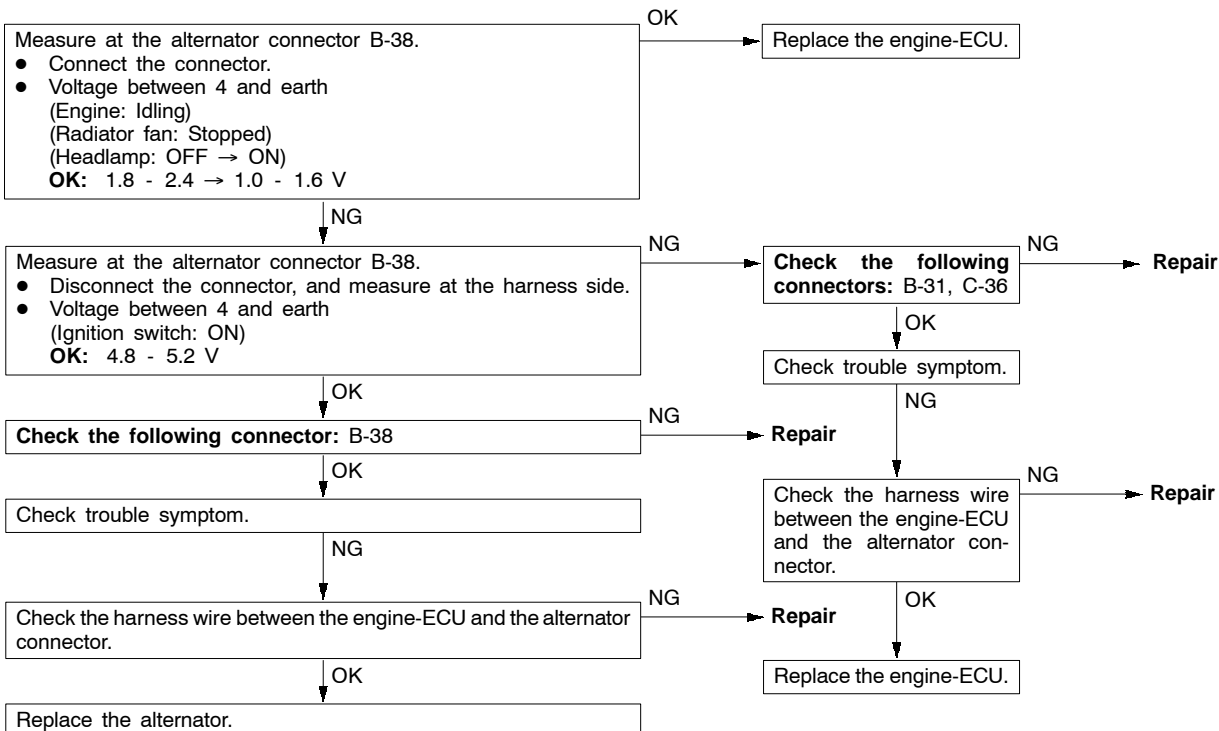 Measure at the alternator connector B-38.
● Connect the connector.
● Voltage between 4 and earth
(Engine: Idling)
(Radiator fan: Stopped)
(Headlamp: OFF → ON)
OK: 1.8 - 2.4 → 1.0 - 1.6 V
OK
Replace the engine-ECU.
NG
Measure at the alternator connector B-38.
● Disconnect the connector, and measure at the harness side.
● Voltage between 4 and earth
(Ignition switch: ON)
OK: 4.8 - 5.2 V
NG
Check the following
connectors: B-31, C-36
NG
Repair
OK
Check trouble symptom.
NG
Check the harness wire
between the engine-ECU
and the alternator con-
nector.
NG
Repair
OK
Replace the engine-ECU.
OK
Check the following connector: B-38
NG
Repair
OK
Check trouble symptom.
NG
Check the harness wire between the engine-ECU and the alternator
connector.
NG
Repair
OK
Replace the alternator.